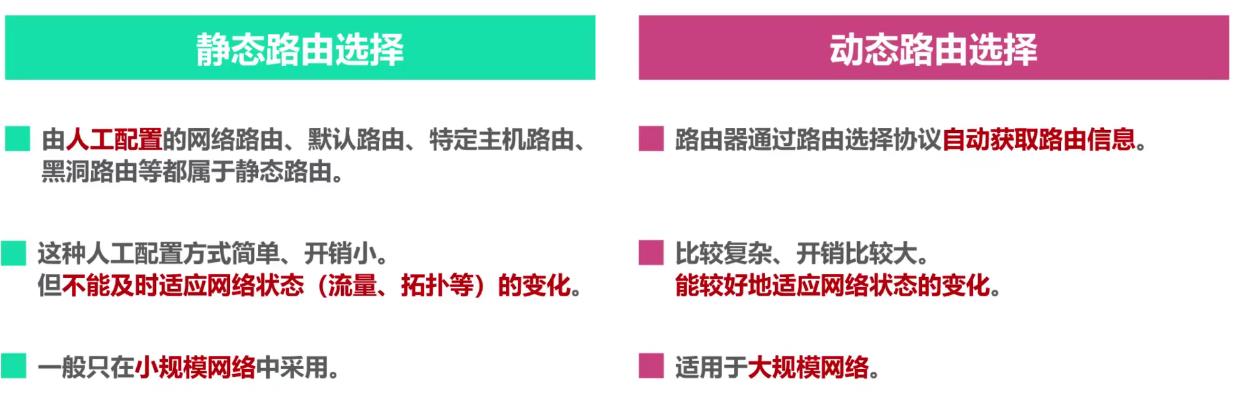 静态路由选择
由人工配置的网络路由、默认路由、特定主机路由、
黑洞路由等都属于静态路由。
这种人工配置方式简单、开销小。
但不能及时适应网络状态（流量、拓扑等）的变化。
一般只在小规模网络中采用。
动态路由选择
路由器通过路由选择协议自动获取路由信息。
比较复杂、开销比较大。
能较好地适应网络状态的变化。
适用于大规模网络。